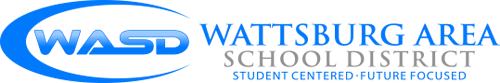 WASD
WATTSBURG AREA
SCHOOL DISTRICT
STUDENT CENTERED·FUTURE FOCUSED